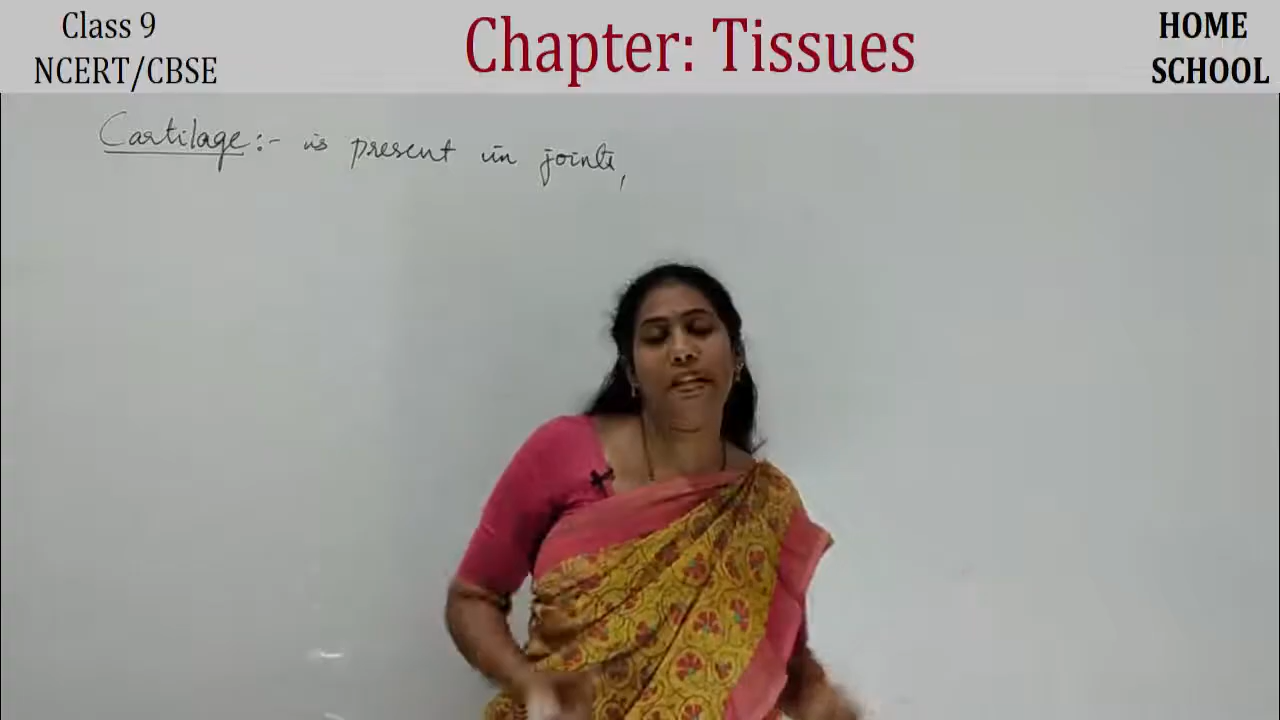 Class 9
NCERT/CBSE
Chapter: Tissues
HOME
SCHOOL
Cartilage :- is present in joints,